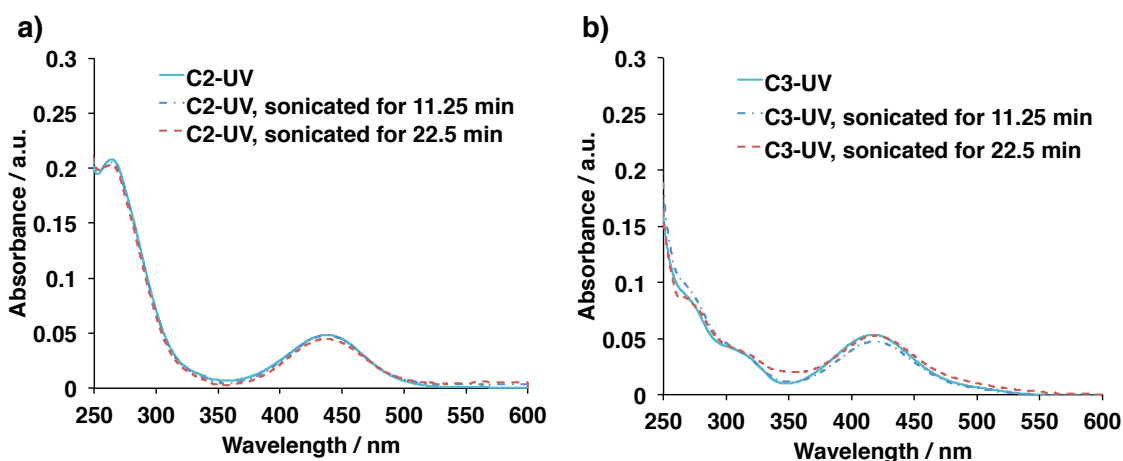 a)
0.3
0.25
0.2
0.15
0.1
0.05
0
Absorbance / a.u.
C2-UV
C2-UV, sonicated for 11.25 min
C2-UV, sonicated for 22.5 min
250 300 350 400 450 500 550 600
Wavelength / nm
b)
0.3
0.25
0.2
0.15
0.1
0.05
0
Absorbance / a.u.
C3-UV
C3-UV, sonicated for 11.25 min
C3-UV, sonicated for 22.5 min
250 300 350 400 450 500 550 600
Wavelength / nm